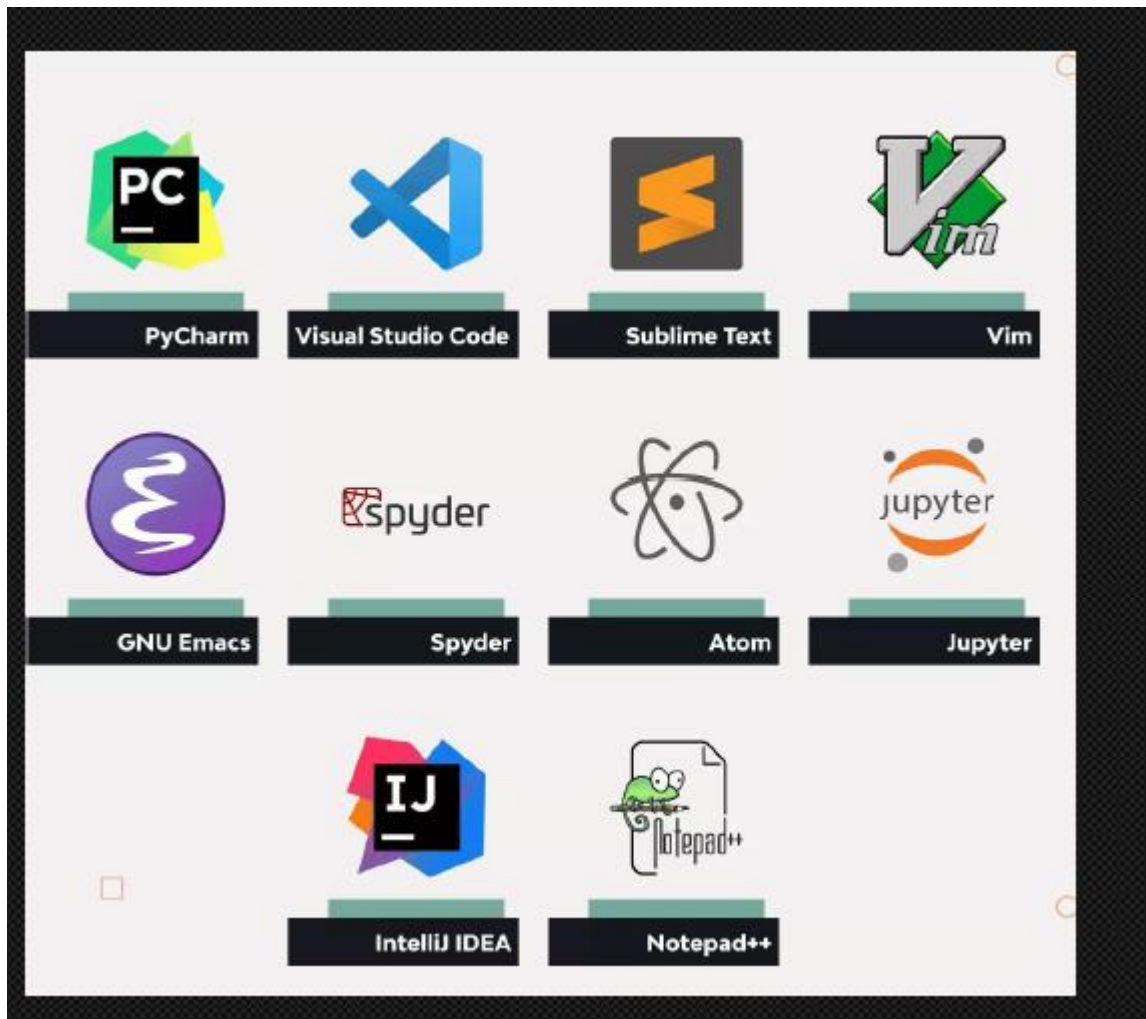 PC
Vim
PyCharm
Visual Studio Code
Sublime Text
Vim
spyder
jupyter
GNU Emacs
Spyder
Atom
Jupyter
IJ
Notepad++
IntelliJ IDEA
Notepad++